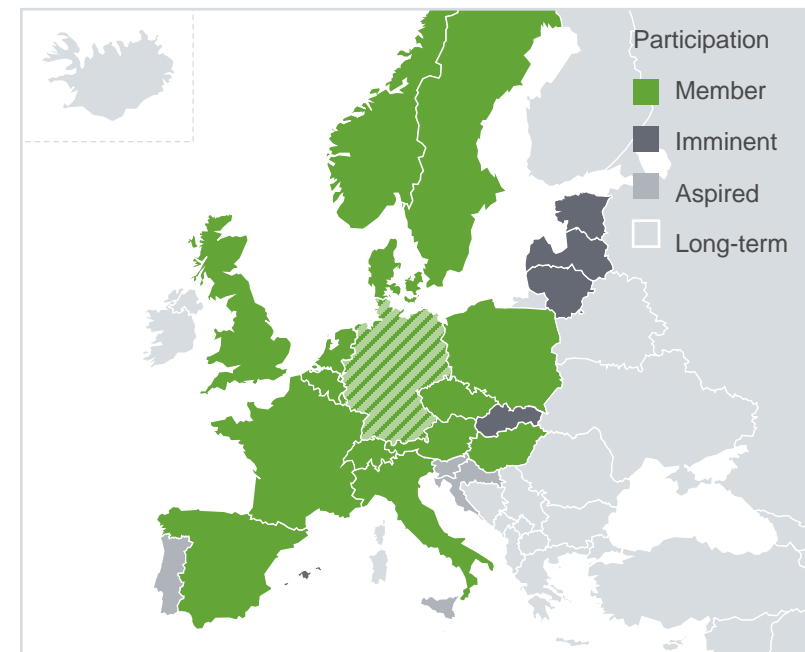 Participation
Member
Imminent
Aspired
Long-term